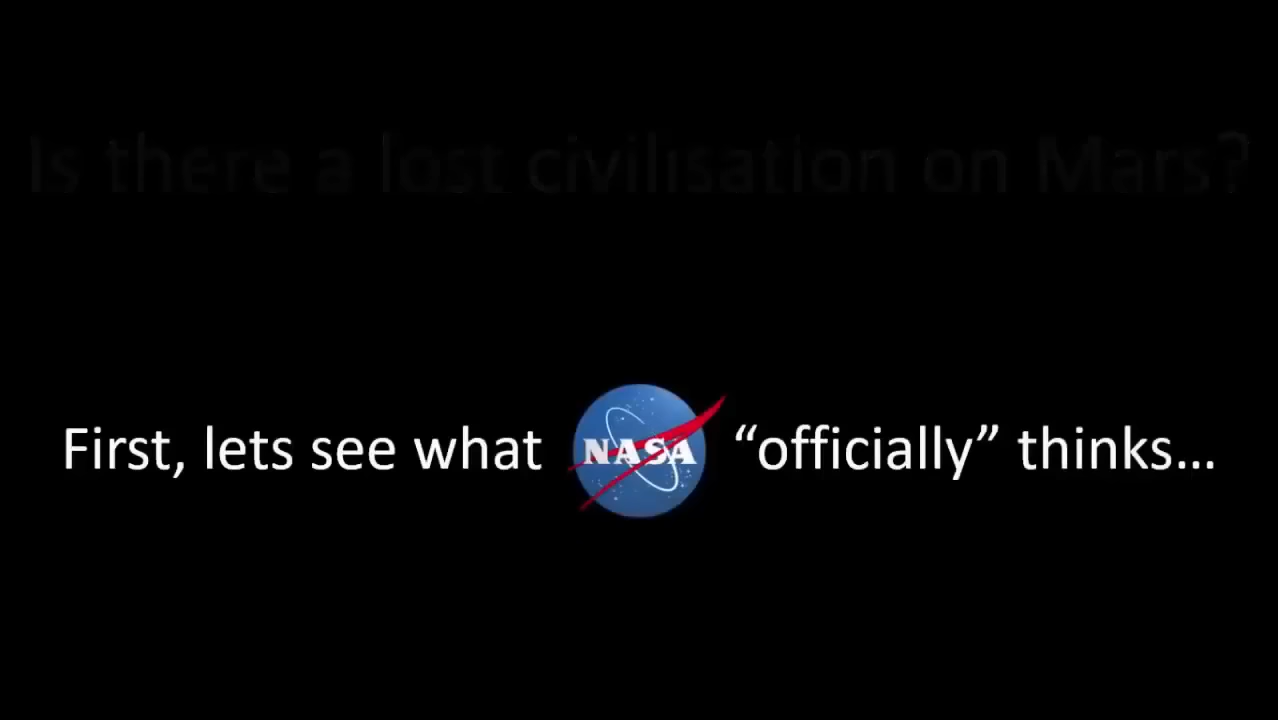 Is there a lost civilisation on Mars?
First, lets see what NASA “officially” thinks...